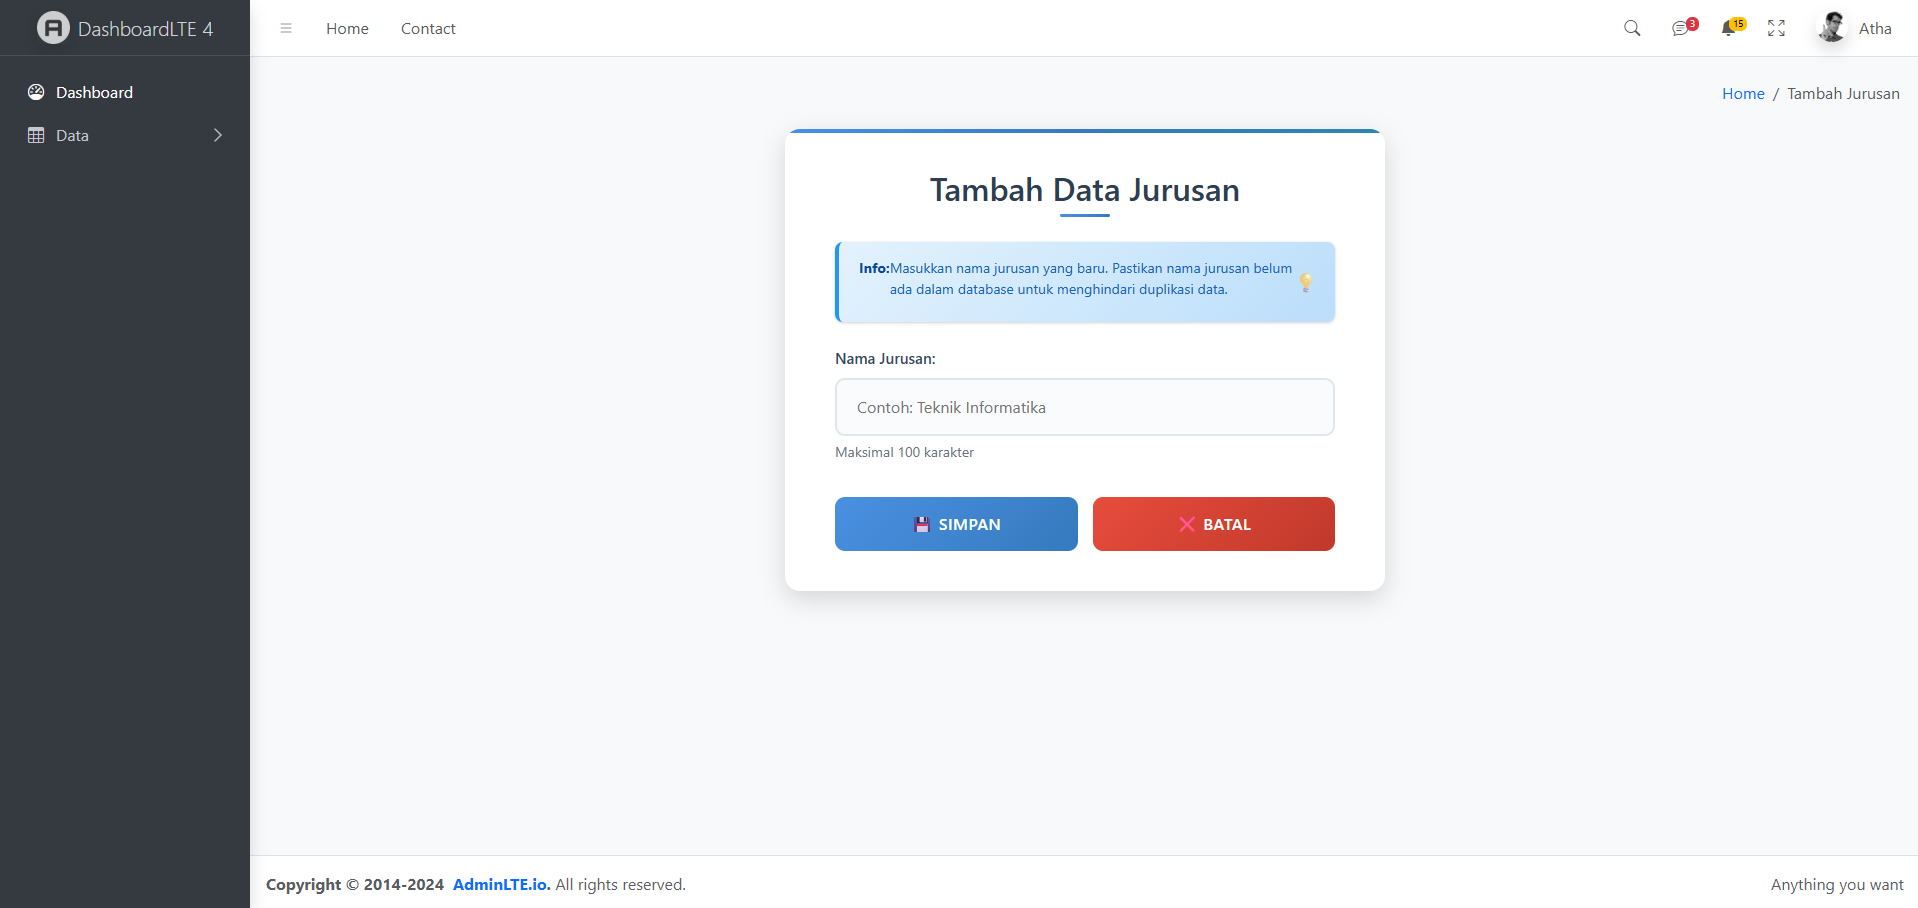 DashboardLTE 4
Home
Contact
3
15
Atha
Dashboard
Data
Home / Tambah Jurusan
Tambah Data Jurusan
Info: Masukkan nama jurusan yang baru. Pastikan nama jurusan belum
ada dalam database untuk menghindari duplikasi data.
Nama Jurusan:
Contoh: Teknik Informatika
Maksimal 100 karakter
SIMPAN
BATAL
Copyright © 2014-2024 AdminLTE.io. All rights reserved.
Anything you want